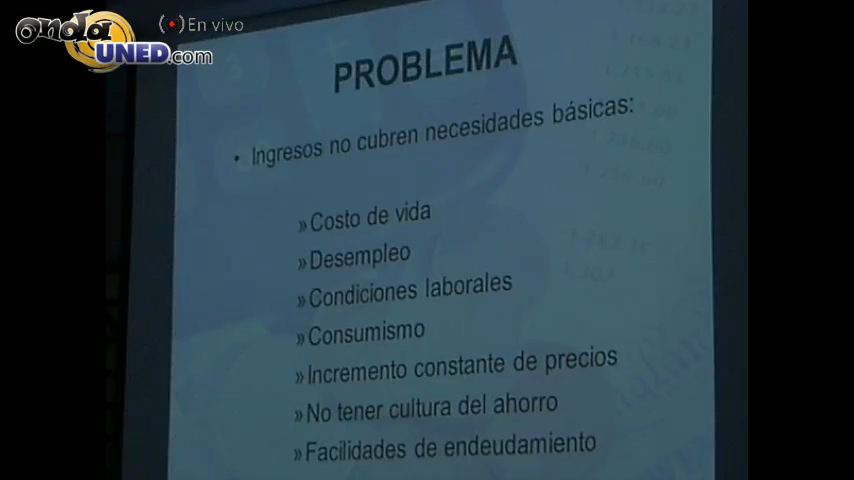 onda UNED.com
En vivo
PROBLEMA
• Ingresos no cubren necesidades básicas:
» Costo de vida
» Desempleo
» Condiciones laborales
» Consumismo
» Incremento constante de precios
» No tener cultura del ahorro
» Facilidades de endeudamiento